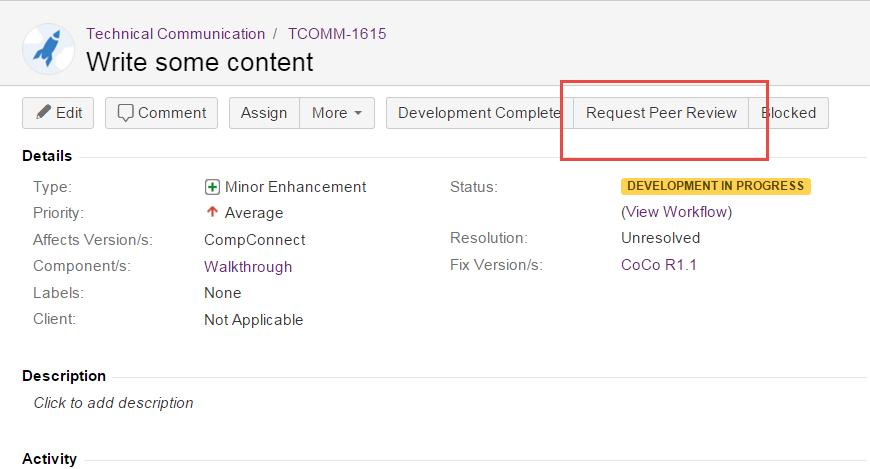 Technical Communication / TCOMM-1615
Write some content
Edit Comment Assign More Development Complete Request Peer Review Blocked
Details
Type: Minor Enhancement Status: DEVELOPMENT IN PROGRESS
Priority: Average (View Workflow)
Affects Version/s: CompConnect Resolution: Unresolved
Component/s: Walkthrough Fix Version/s: CoCo R1.1
Labels: None
Client: Not Applicable
Description
Click to add description
Activity